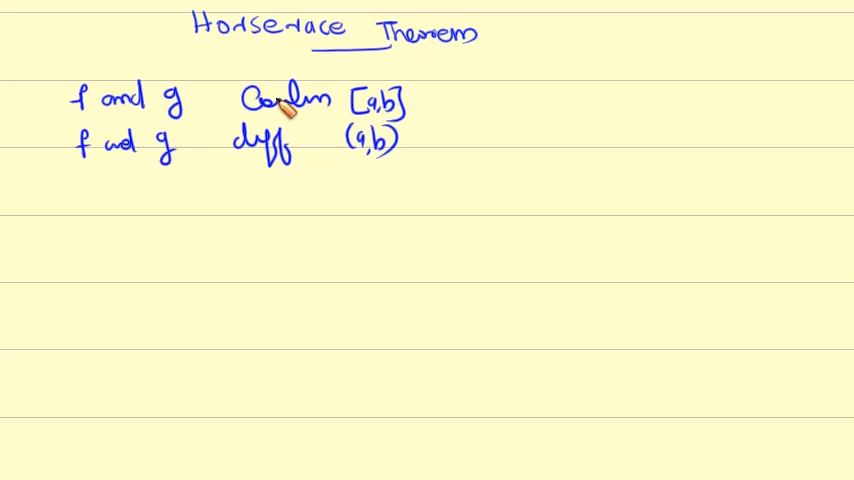 Horserace Theorem
f and g Contin [a,b]
f and g diff (a,b)